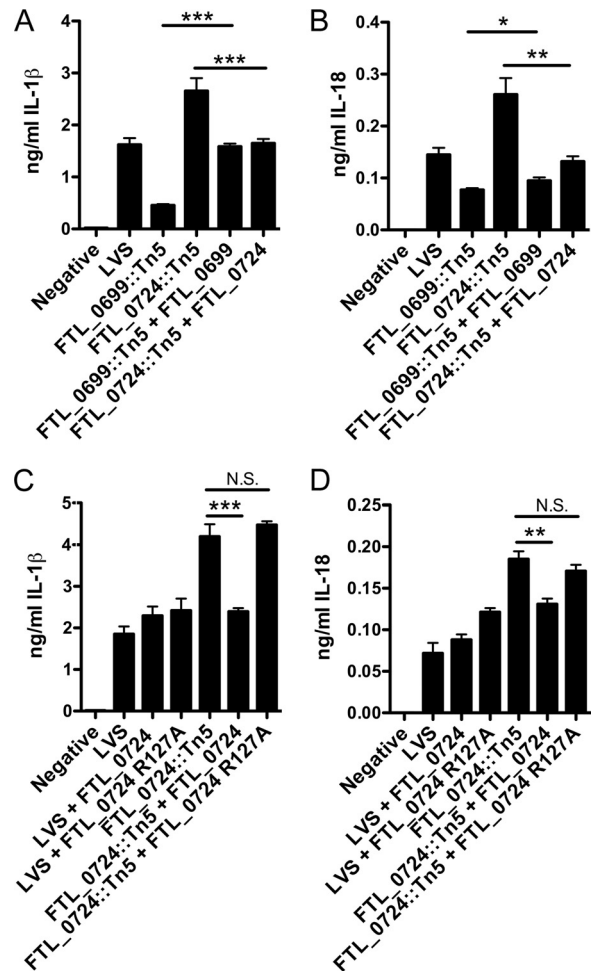 A
ng/ml IL-1β
4
3
2
1
0
***
***
Negative
LVS
FTL_0699::Tn5
FTL_0724::Tn5
FTL_0699::Tn5 + FTL_0699
FTL_0724::Tn5 + FTL_0724
B
ng/ml IL-18
0.4
0.3
0.2
0.1
0.0
*
**
Negative
LVS
FTL_0699::Tn5
FTL_0724::Tn5
FTL_0699::Tn5 + FTL_0699
FTL_0724::Tn5 + FTL_0724
C
ng/ml IL-1β
5
4
3
2
1
0
N.S.
***
Negative
LVS
LVS + FTL_0724
LVS + FTL_0724 R127A
FTL_0724::Tn5
FTL_0724::Tn5 + FTL_0724
FTL_0724::Tn5 + FTL_0724 R127A
D
ng/ml IL-18
0.25
0.20
0.15
0.10
0.05
0.00
N.S.
**
Negative
LVS
LVS + FTL_0724
LVS + FTL_0724 R127A
FTL_0724::Tn5
FTL_0724::Tn5 + FTL_0724
FTL_0724::Tn5 + FTL_0724 R127A